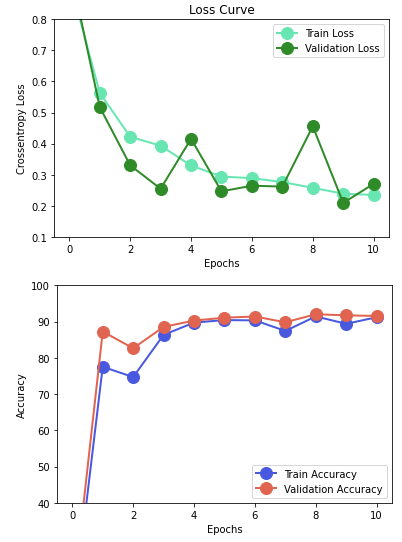 Loss Curve
Train Loss
Validation Loss
Crossentropy Loss
0.8
0.7
0.6
0.5
0.4
0.3
0.2
0.1
0 2 4 6 8 10
Epochs
Accuracy
100
90
80
70
60
50
40
Train Accuracy
Validation Accuracy
0 2 4 6 8 10
Epochs